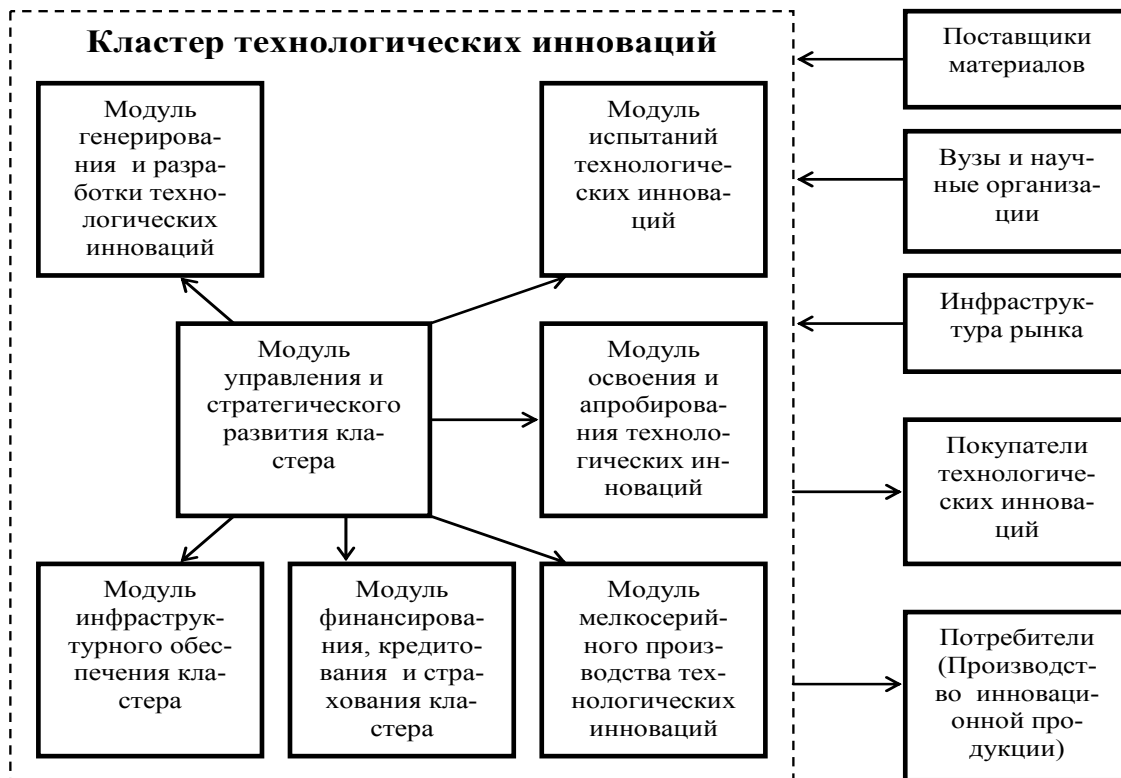 Кластер технологических инноваций
Модуль
генерирова-
ния и разра-
ботки техно-
логических
инноваций
Модуль
испытаний
технологиче-
ских иннова-
ций
Модуль
управления и
стратегического
развития кла-
стера
Модуль
освоения и
апробирова-
ния техноло-
гических ин-
новаций
Модуль
инфраструк-
турного обес-
печения кла-
стера
Модуль
финансирова-
ния, кредито-
вания и стра-
хования кла-
стера
Модуль
мелкосерий-
ного произ-
водства тех-
нологических
инноваций
Поставщики
материалов
Вузы и науч-
ные организа-
ции
Инфраструк-
тура рынка
Покупатели
технологиче-
ских иннова-
ций
Потребители
(Производст-
во инноваци-
онной про-
дукции)